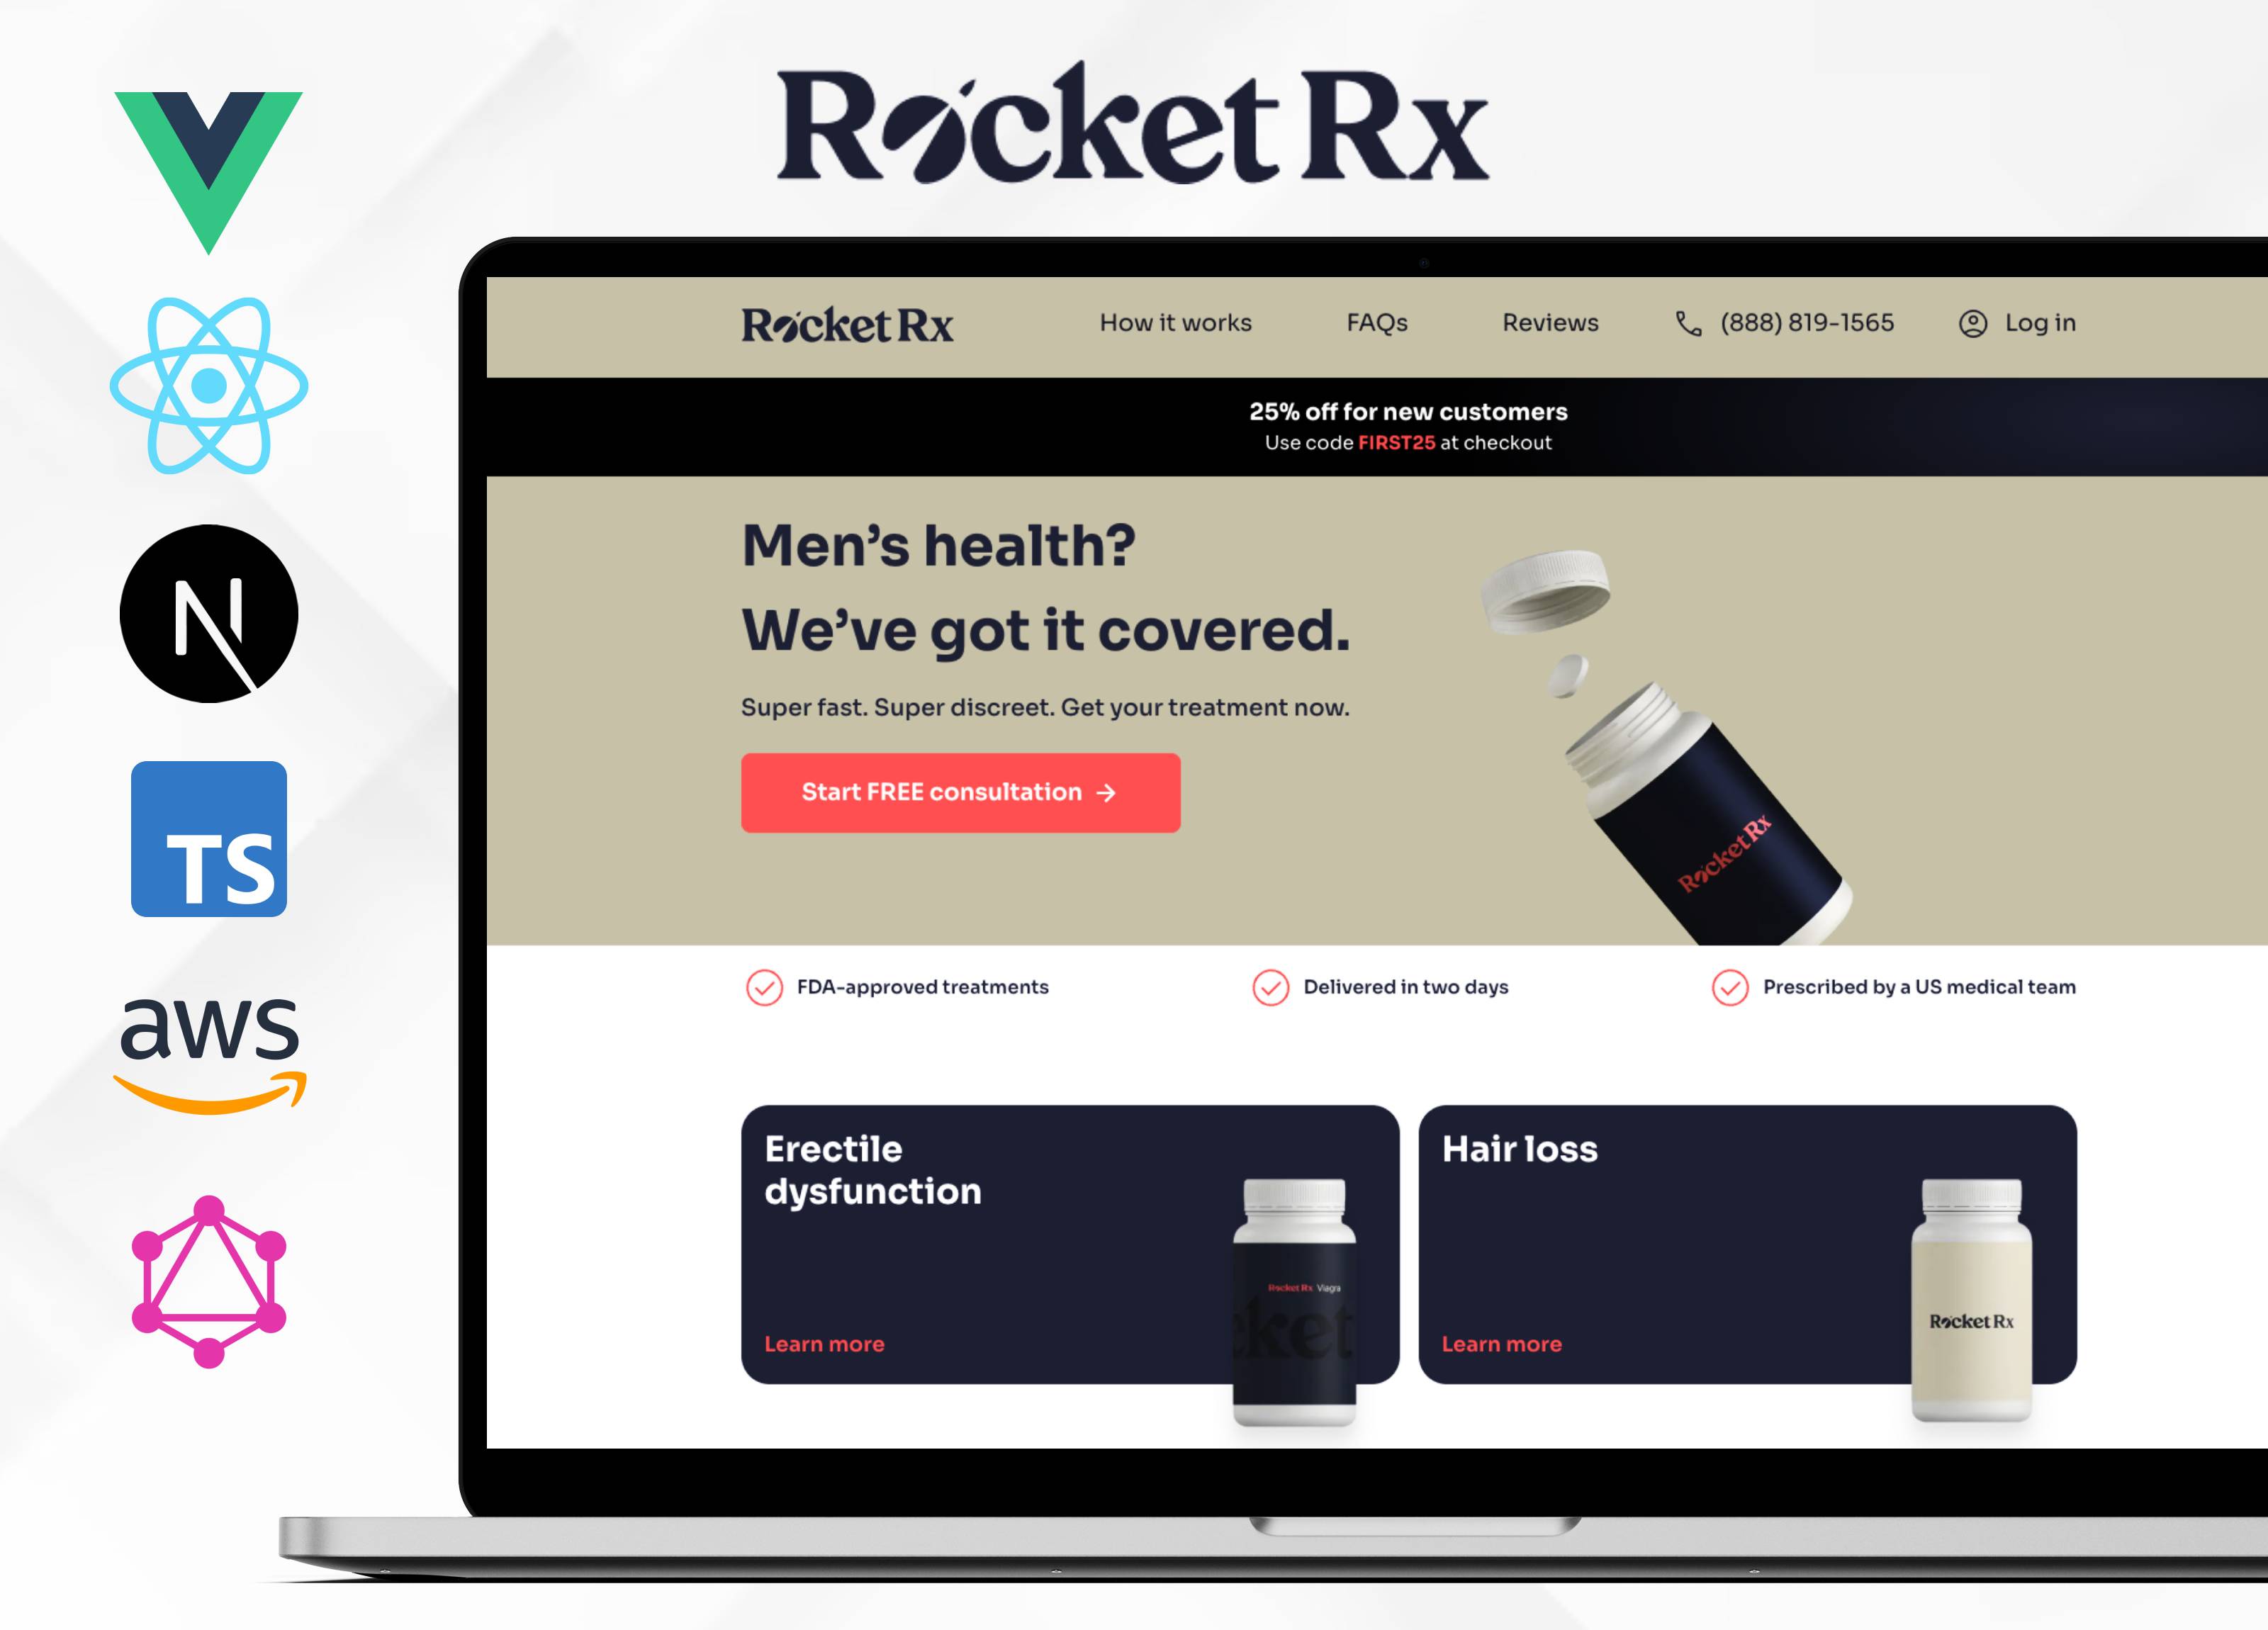 Rocket Rx
Rocket Rx
How it works
FAQs
Reviews
(888) 819-1565
Log in
25% off for new customers
Use code FIRST25 at checkout
Men’s health?
We’ve got it covered.
Super fast. Super discreet. Get your treatment now.
Start FREE consultation →
Rocket Rx
FDA-approved treatments
Delivered in two days
Prescribed by a US medical team
Erectile
dysfunction
Rocket Rx Viagra
cket
Learn more
Hair loss
Rocket Rx
Learn more
N
TS
aws